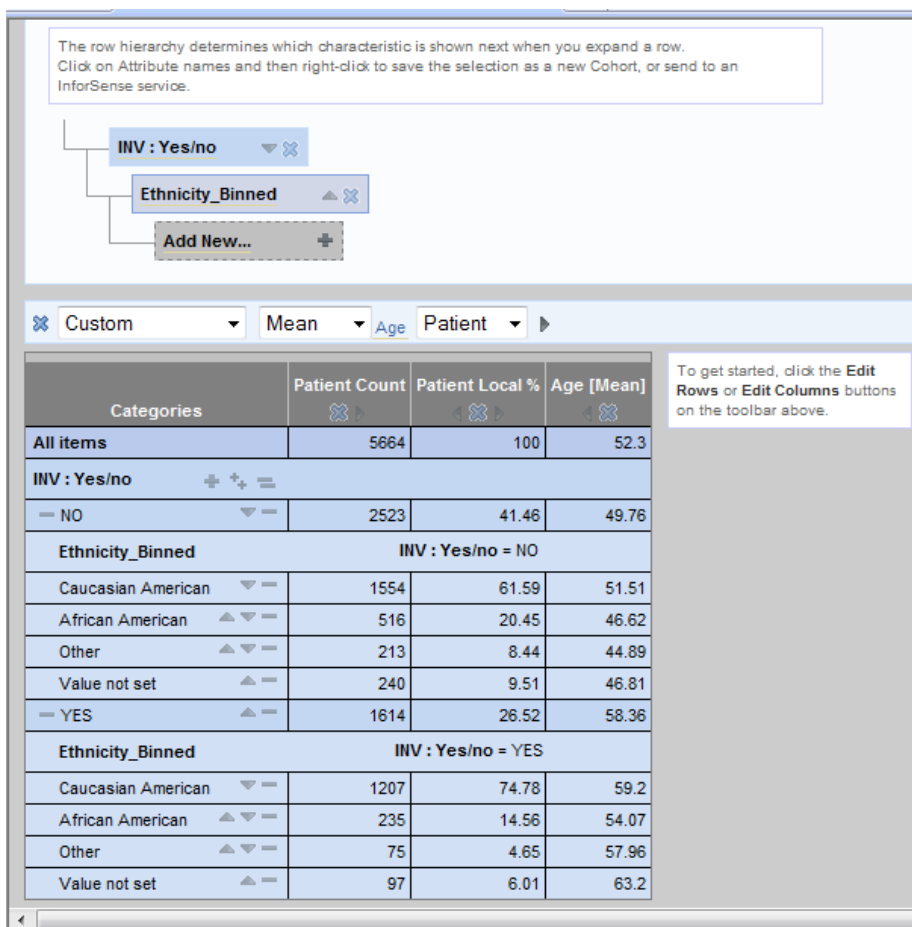 The row hierarchy determines which characteristic is shown next when you expand a row.
Click on Attribute names and then right-click to save the selection as a new Cohort, or send to an
InforSense service.
INV : Yes/no
Ethnicity_Binned
Add New...
Custom Mean Age Patient
Categories Patient Count Patient Local % Age [Mean]
To get started, click the Edit
Rows or Edit Columns buttons
on the toolbar above.
All items 5664 100 52.3
INV : Yes/no
NO 2523 41.46 49.76
Ethnicity_Binned INV : Yes/no = NO
Caucasian American 1554 61.59 51.51
African American 516 20.45 46.62
Other 213 8.44 44.89
Value not set 240 9.51 46.81
YES 1614 26.52 58.36
Ethnicity_Binned INV : Yes/no = YES
Caucasian American 1207 74.78 59.2
African American 235 14.56 54.07
Other 75 4.65 57.96
Value not set 97 6.01 63.2